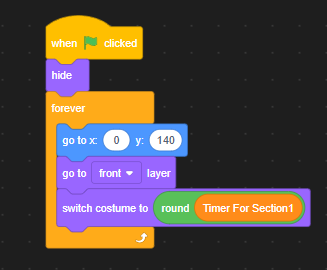 when clicked
hide
forever
go to x: 0 y: 140
go to front layer
switch costume to round Timer For Section1